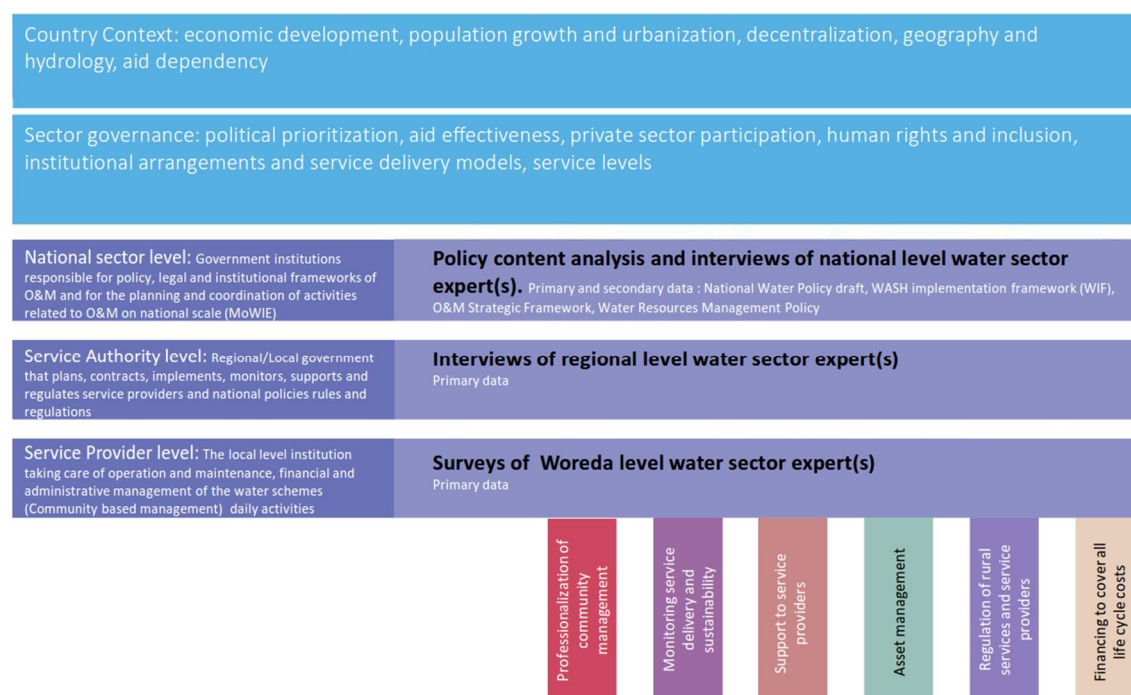 Country Context: economic development, population growth and urbanization, decentralization, geography and
hydrology, aid dependency
Sector governance: political prioritization, aid effectiveness, private sector participation, human rights and inclusion,
institutional arrangements and service delivery models, service levels
National sector level: Government institutions
responsible for policy, legal and institutional frameworks of
O&M and for the planning and coordination of activities
related to O&M on national scale (MoWIE)
Policy content analysis and interviews of national level water sector
expert(s). Primary and secondary data : National Water Policy draft, WASH implementation framework (WIF),
O&M Strategic Framework, Water Resources Management Policy
Service Authority level: Regional/Local government
that plans, contracts, implements, monitors, supports and
regulates service providers and national policies rules and
regulations
Interviews of regional level water sector expert(s)
Primary data
Service Provider level: The local level institution
taking care of operation and maintenance, financial and
administrative management of the water schemes
(Community based management) daily activities
Surveys of Woreda level water sector expert(s)
Primary data
Professionalization of
community
management
Monitoring service
delivery and
sustainability
Support to service
providers
Asset management
Regulation of rural
services and service
providers
Financing to cover all
life cycle costs